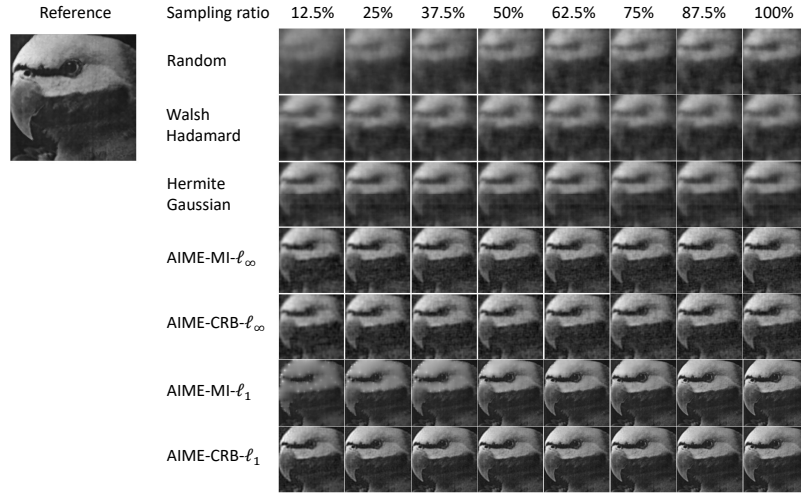 Reference Sampling ratio 12.5% 25% 37.5% 50% 62.5% 75% 87.5% 100%
Random
Walsh
Hadamard
Hermite
Gaussian
AIME-MI-ℓ∞
AIME-CRB-ℓ∞
AIME-MI-ℓ₁
AIME-CRB-ℓ₁